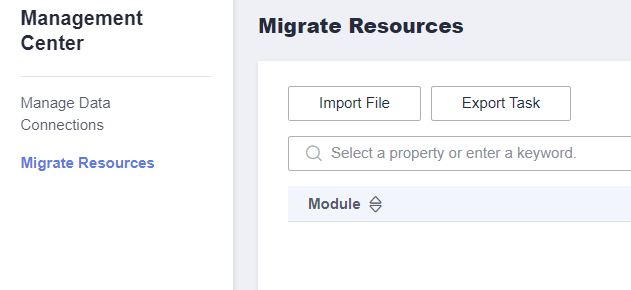 Management
Center
Manage Data
Connections
Migrate Resources
Migrate Resources
Import File
Export Task
Select a property or enter a keyword.
Module